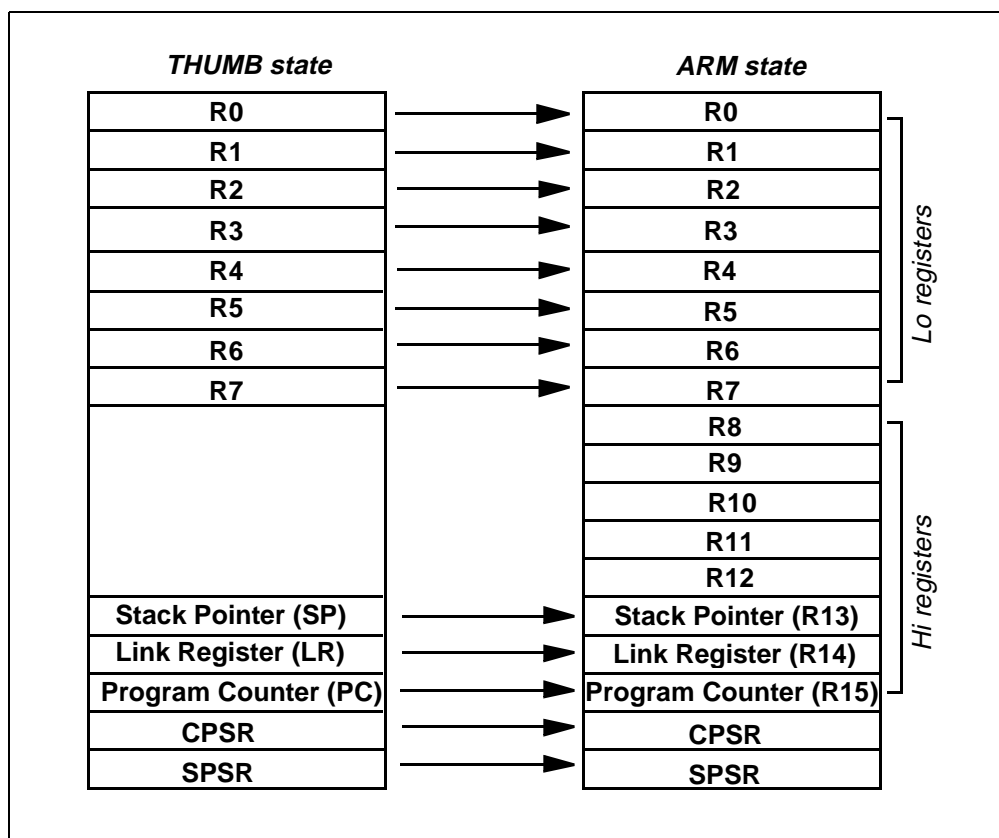 THUMB state
R0
R1
R2
R3
R4
R5
R6
R7
Stack Pointer (SP)
Link Register (LR)
Program Counter (PC)
CPSR
SPSR
ARM state
R0
R1
R2
R3
R4
R5
R6
R7
R8
R9
R10
R11
R12
Stack Pointer (R13)
Link Register (R14)
Program Counter (R15)
CPSR
SPSR
Lo registers
Hi registers